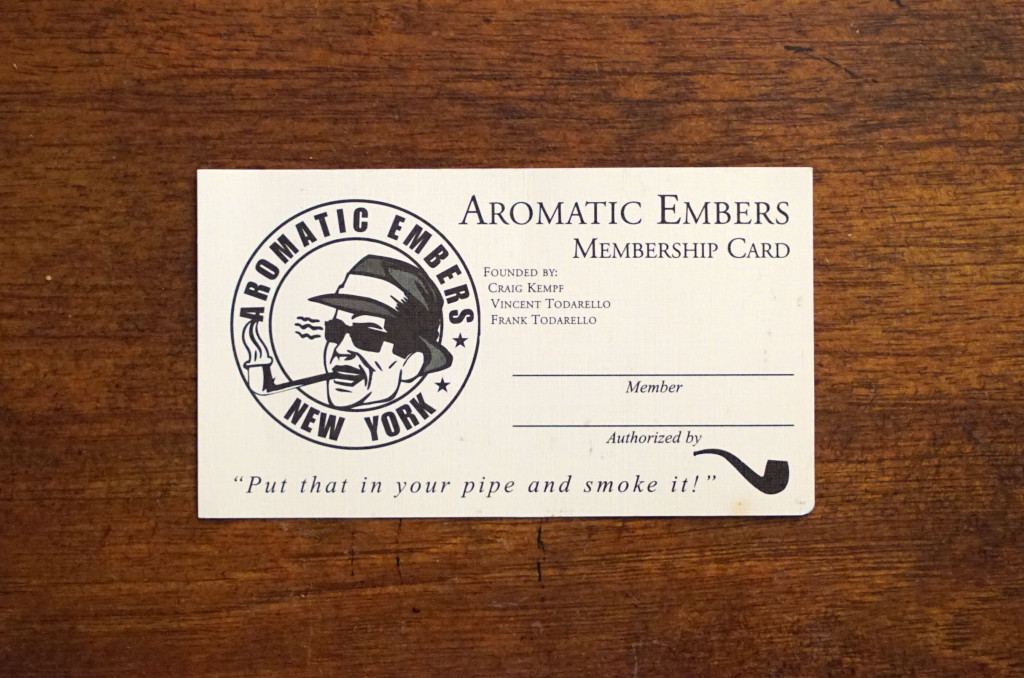 AROMATIC EMBERS
NEW YORK
AROMATIC EMBERS
MEMBERSHIP CARD
FOUNDED BY:
CRAIG KEMPF
VINCENT TODARELLO
FRANK TODARELLO
Member
Authorized by
“Put that in your pipe and smoke it!”